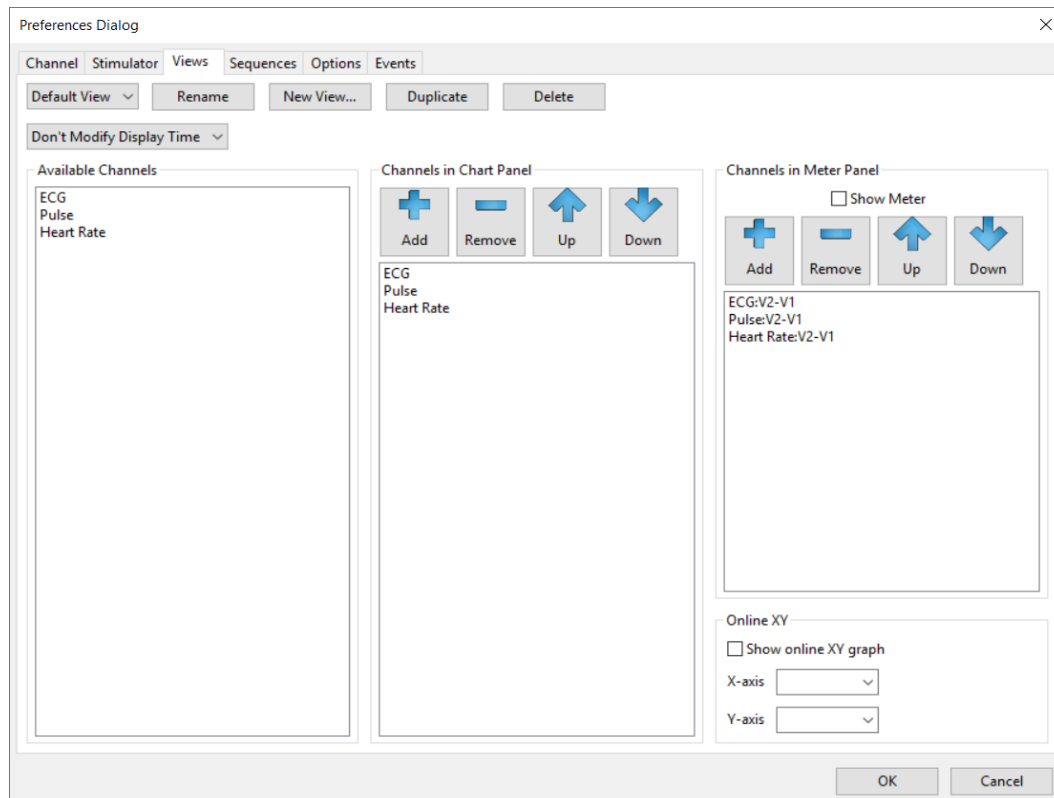 Preferences Dialog
Channel Stimulator Views Sequences Options Events
Default View Rename New View... Duplicate Delete
Don't Modify Display Time
Available Channels
ECG
Pulse
Heart Rate
Channels in Chart Panel
Add Remove Up Down
ECG
Pulse
Heart Rate
Channels in Meter Panel
Show Meter
Add Remove Up Down
ECG:V2-V1
Pulse:V2-V1
Heart Rate:V2-V1
Online XY
Show online XY graph
X-axis
Y-axis
OK Cancel